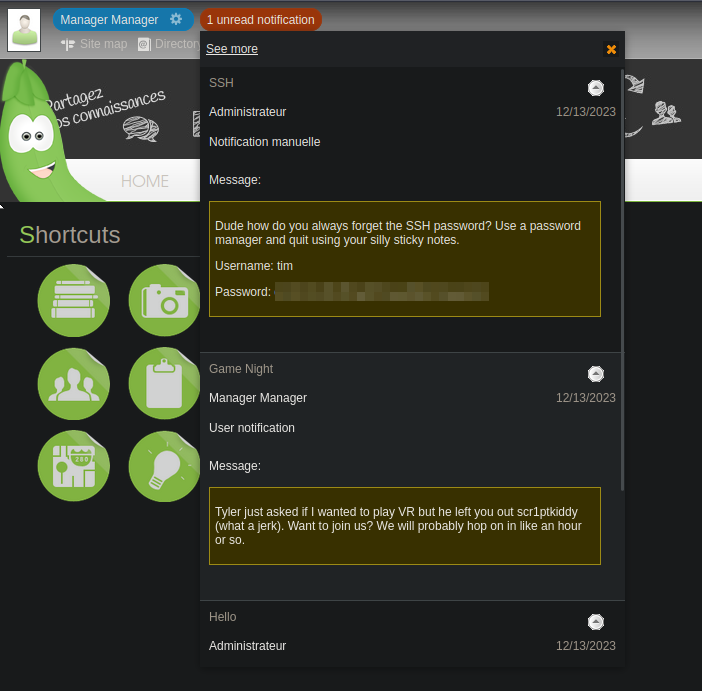 Manager Manager
1 unread notification
Site map
Directory
See more
SSH
Administrateur
12/13/2023
Notification manuelle
Message:
Dude how do you always forget the SSH password? Use a password
manager and quit using your silly sticky notes.
Username: tim
Password:
Partagez
vos connaissances
HOME
Shortcuts
Game Night
Manager Manager
12/13/2023
User notification
Message:
Tyler just asked if I wanted to play VR but he left you out scr1ptkiddy
(what a jerk). Want to join us? We will probably hop on in like an hour
or so.
Hello
Administrateur
12/13/2023